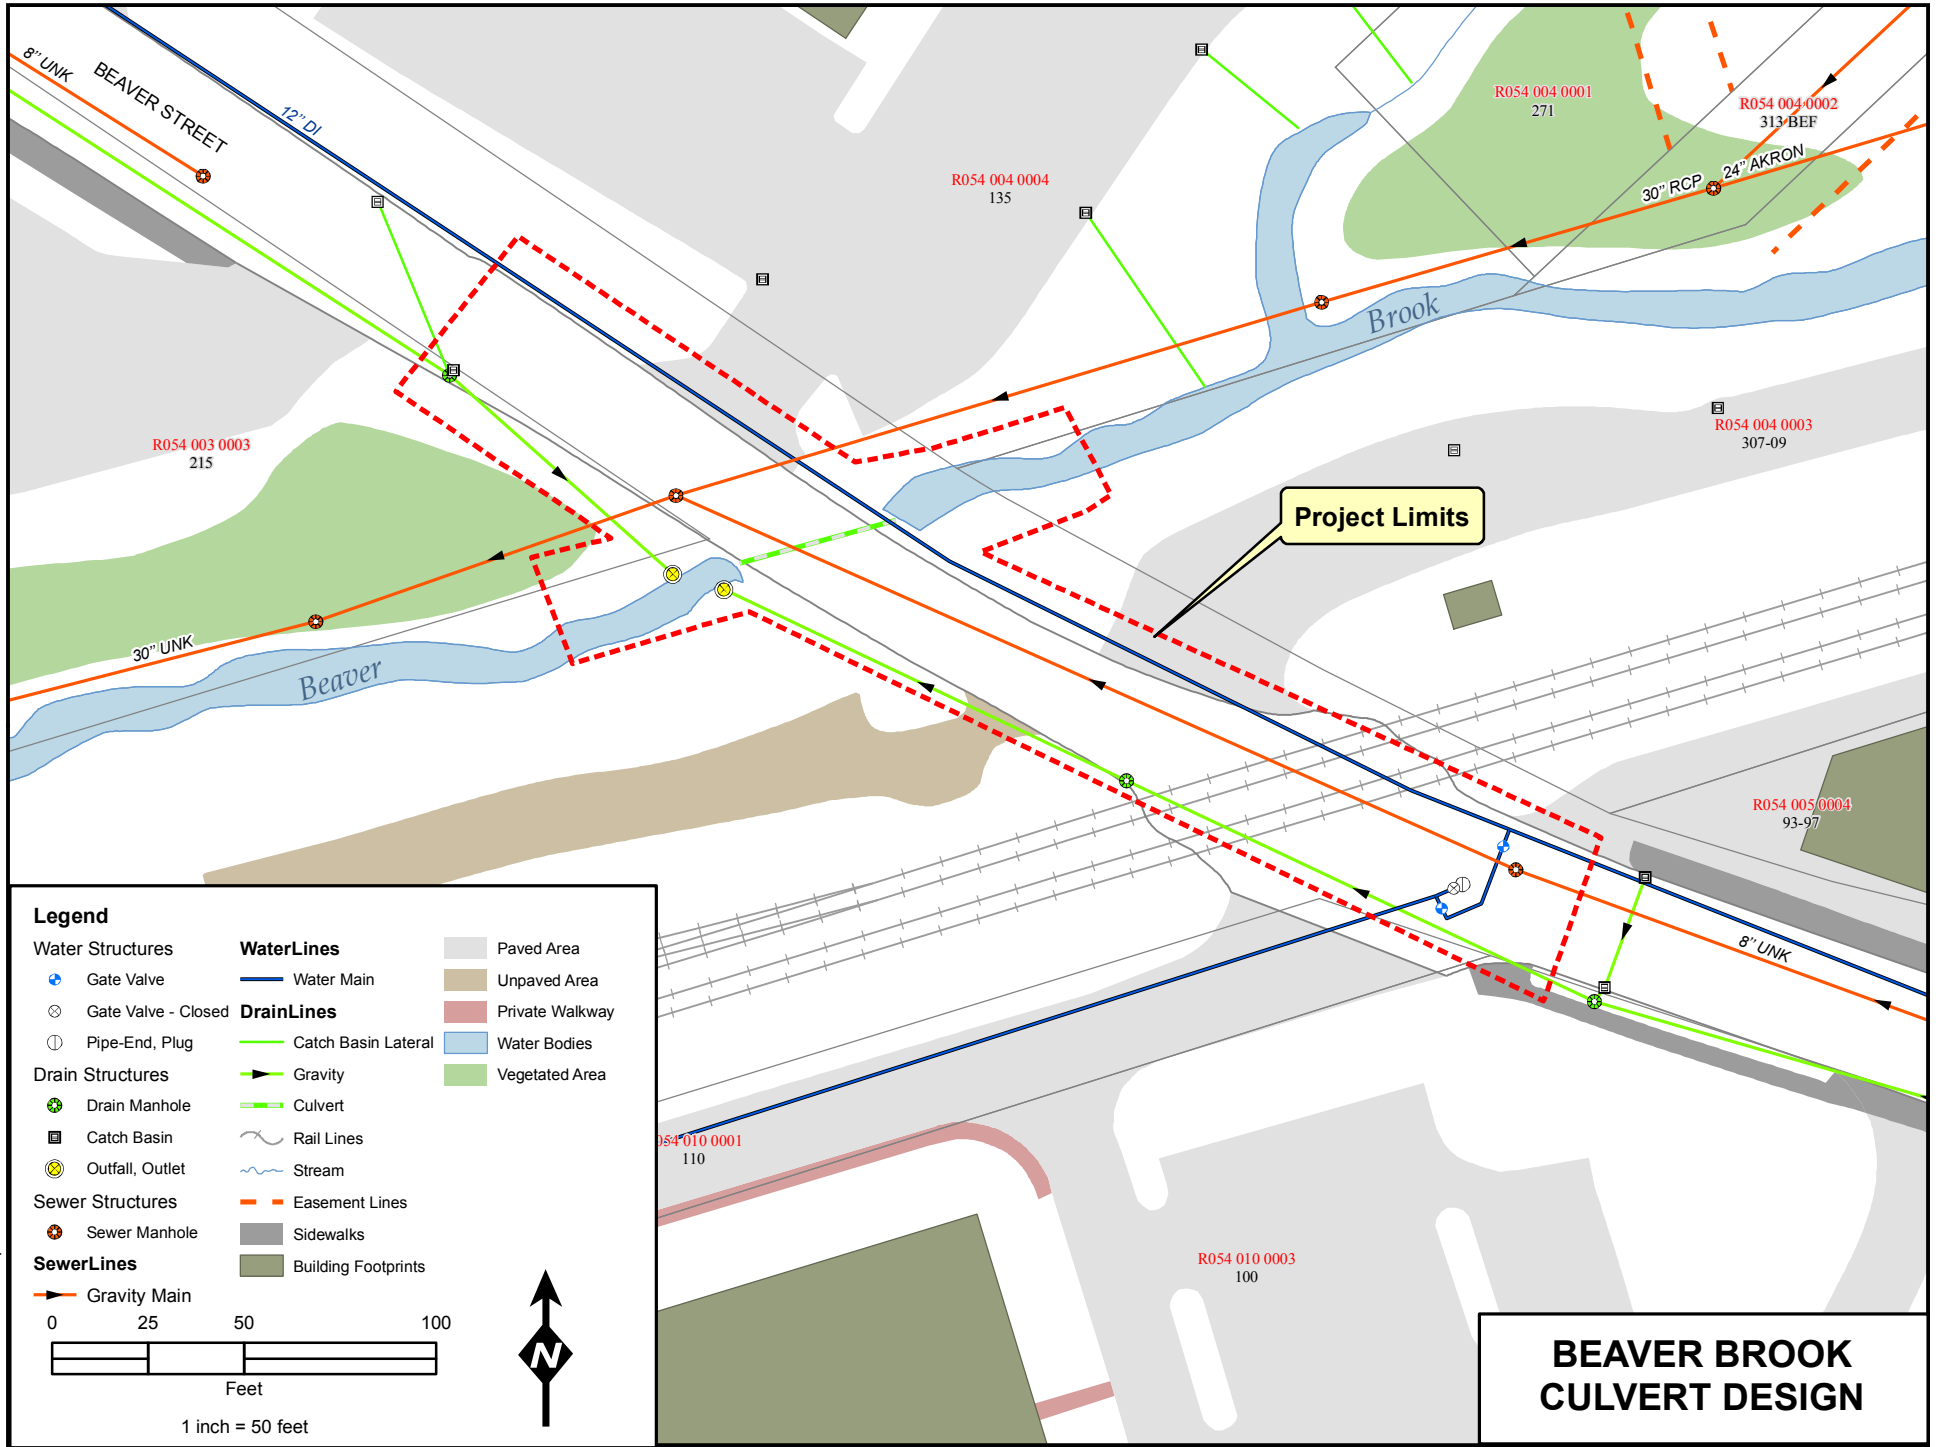 8" UNK
BEAVER STREET
12" DI
R054 004 0004
135
R054 004 0001
271
R054 004 0002
313 BEF
30" RCP
24" AKRON
Brook
R054 003 0003
215
R054 004 0003
307-09
Project Limits
30" UNK
Beaver
R054 005 0004
93-97
8" UNK
054 010 0001
110
R054 010 0003
100
Legend
Water Structures
Gate Valve
Gate Valve - Closed
Pipe-End, Plug
Drain Structures
Drain Manhole
Catch Basin
Outfall, Outlet
Sewer Structures
Sewer Manhole
SewerLines
Gravity Main
WaterLines
Water Main
DrainLines
Catch Basin Lateral
Gravity
Culvert
Rail Lines
Stream
Easement Lines
Sidewalks
Building Footprints
Paved Area
Unpaved Area
Private Walkway
Water Bodies
Vegetated Area
0 25 50 100
Feet
1 inch = 50 feet
N
BEAVER BROOK
CULVERT DESIGN